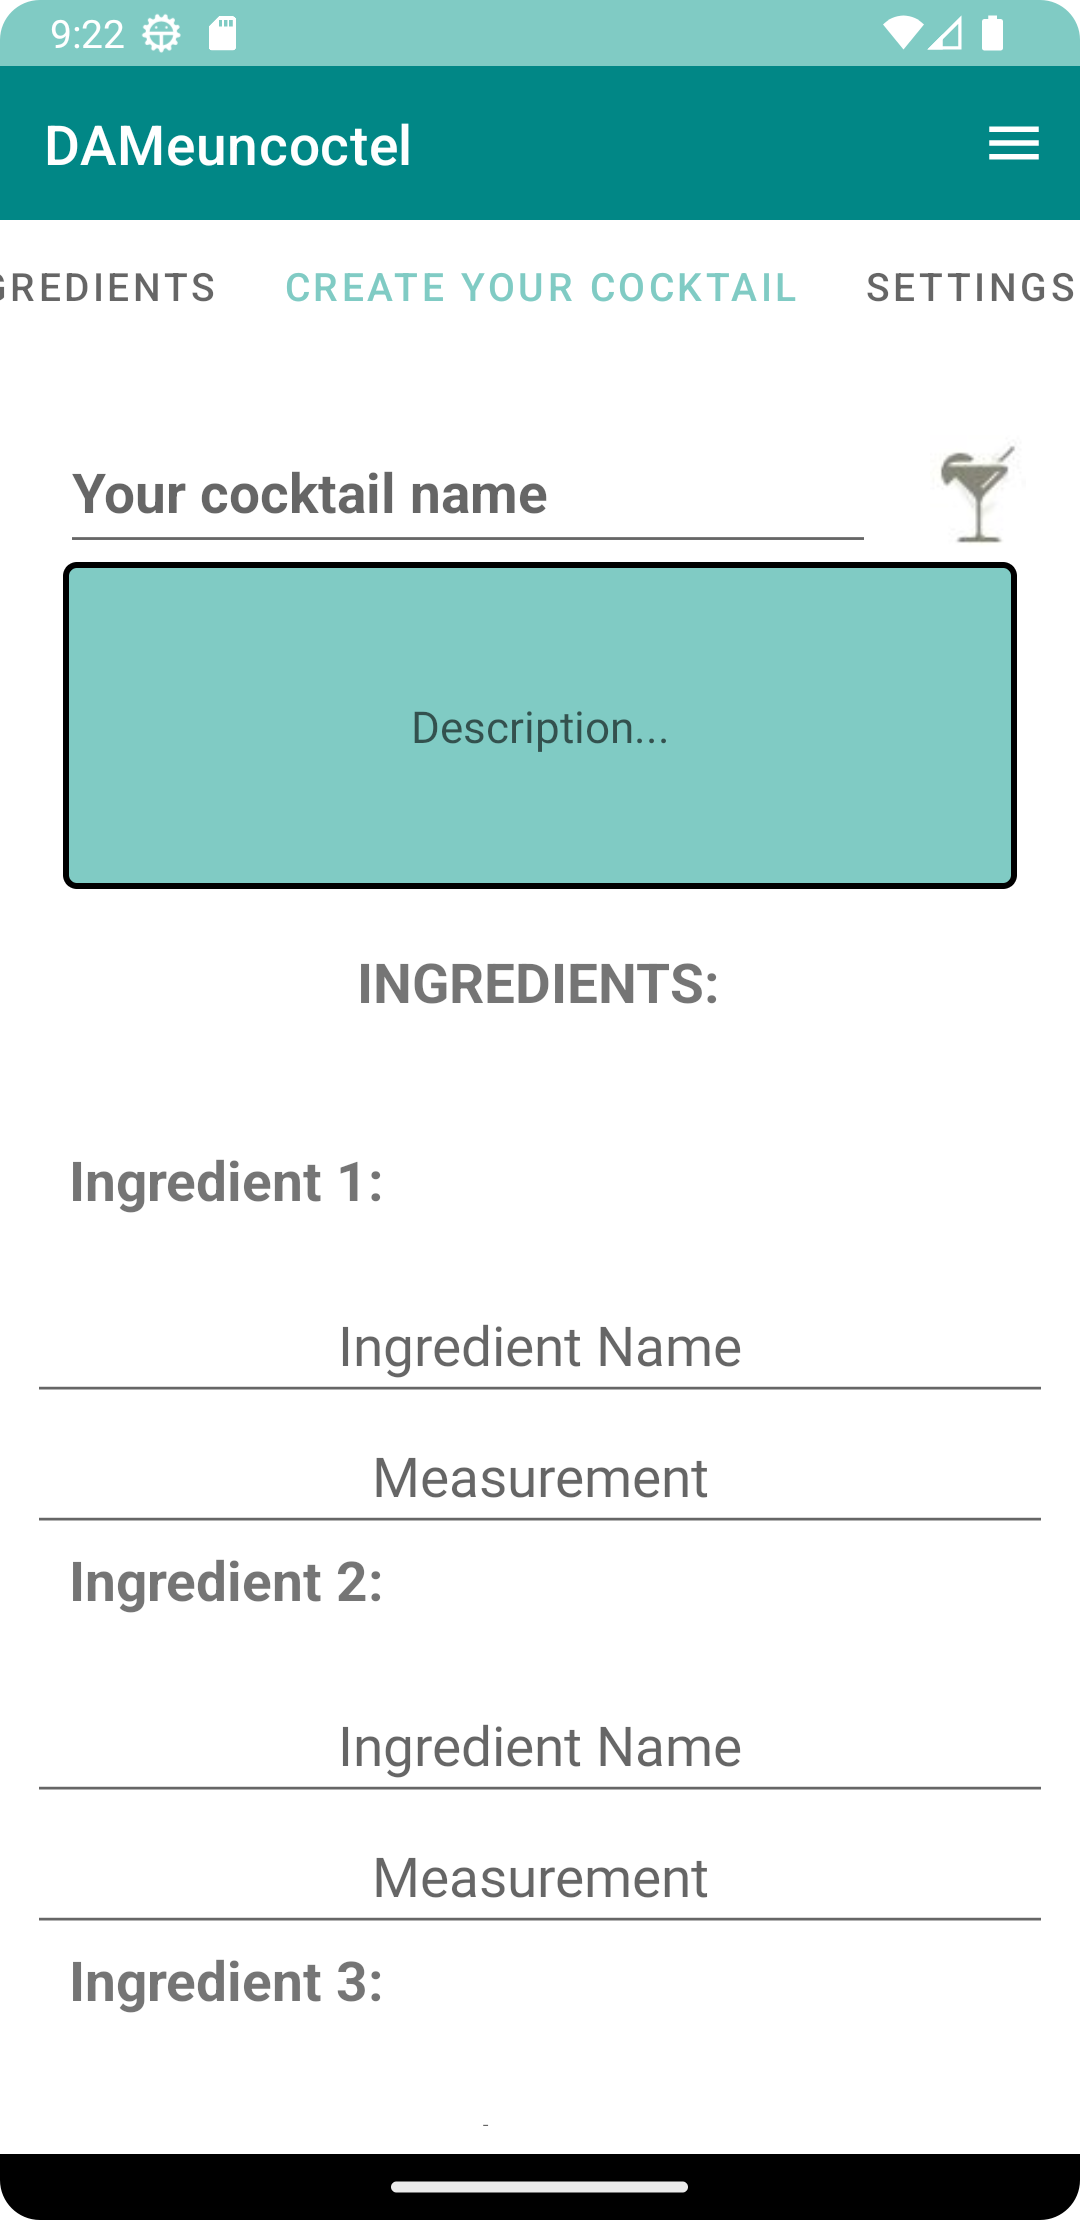 9:22
DAMeuncoctel
GREDIENTS CREATE YOUR COCKTAIL SETTINGS
Your cocktail name
Description...
INGREDIENTS:
Ingredient 1:
Ingredient Name
Measurement
Ingredient 2:
Ingredient Name
Measurement
Ingredient 3: